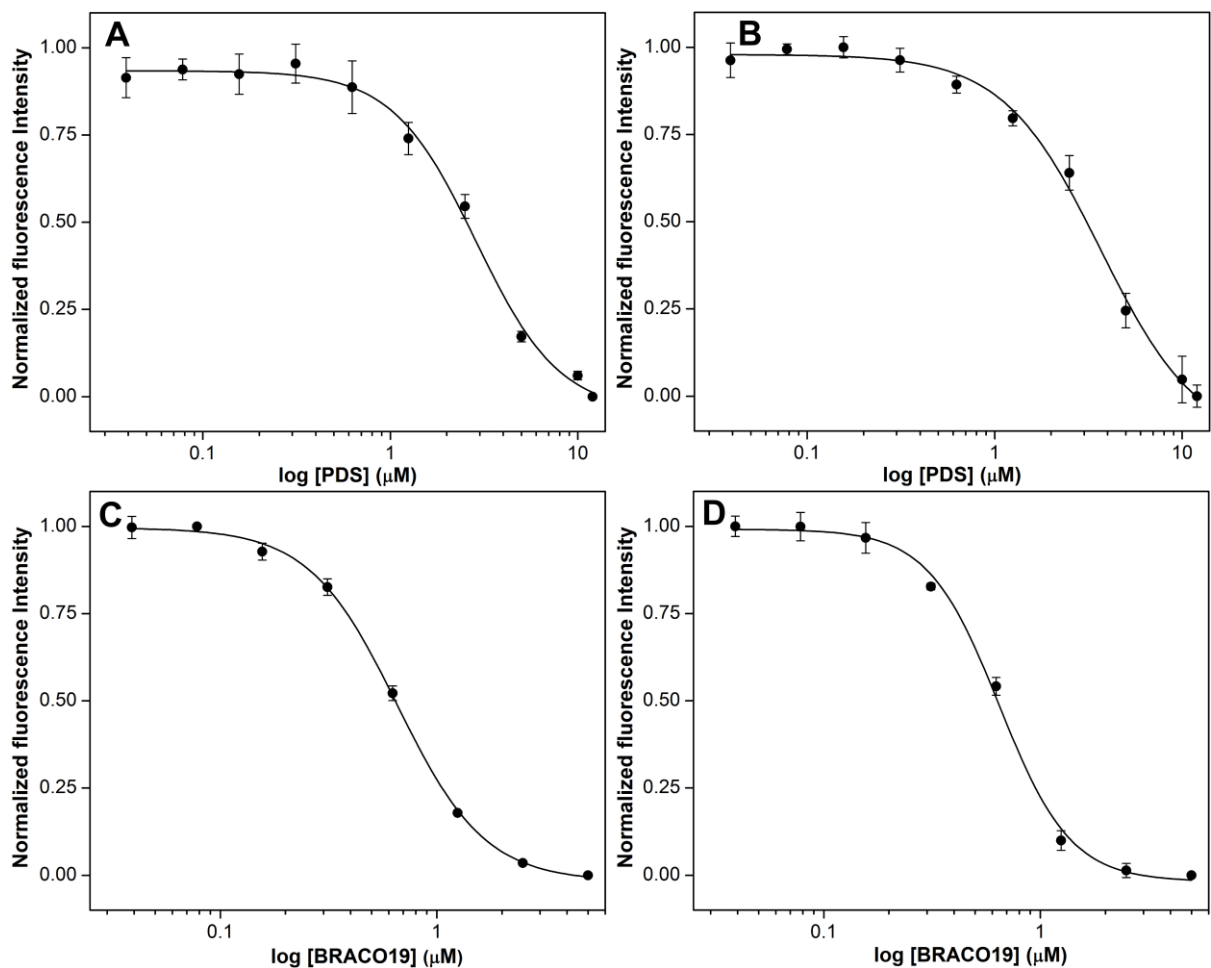 A
B
Normalized fluorescence Intensity
1.00
0.75
0.50
0.25
0.00
0.1
1
10
log [PDS] (μM)
Normalized fluorescence Intensity
1.00
0.75
0.50
0.25
0.00
0.1
1
10
log [PDS] (μM)
C
D
Normalized fluorescence Intensity
1.00
0.75
0.50
0.25
0.00
0.1
1
log [BRACO19] (μM)
Normalized fluorescence Intensity
1.00
0.75
0.50
0.25
0.00
0.1
1
log [BRACO19] (μM)